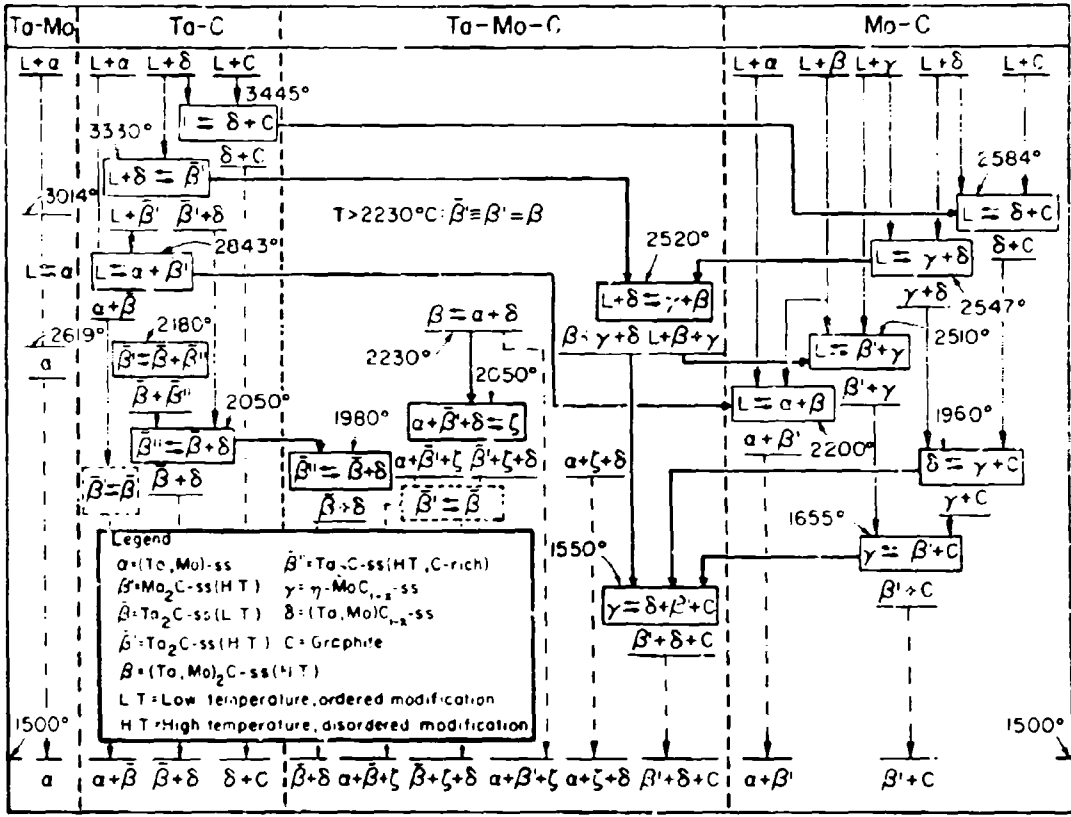 Ta-Mo Ta-C Ta-Mo-C Mo-C
L+α L+α L+δ L+C L+α L+β L+γ L+δ L+C
3445°
L ⇆ δ+C
3330°
δ+C
2584°
L+δ ⇆ β̄'
3014°
L ⇆ δ+C
L+β̄' β̄'+δ
T>2230°C: β̄'≡β'=β
2843°
2520°
L ⇆ γ+δ
δ+C
L⇆α
L ⇆ α+β̄'
L+δ ⇆ γ+β
γ+δ
2547°
α+β̄
2619°
2180°
β ⇆ α+δ
2510°
β+γ+δ L+β+γ
L ⇆ β'+γ
α
β̄' ⇆ β̄+β̄''
2230°
2050°
β̄+β̄''
β'+γ
L ⇆ α+β
2050°
1980°
α+β̄'+δ ⇆ ζ
1960°
α+β'
2200°
β̄'' ⇆ β̄+δ
β̄'' ⇆ β̄+δ
α+β̄'+ζ β̄'+ζ+δ α+ζ+δ
δ ⇆ γ+C
β̄' ⇆ β̄
β̄+δ
β̄+δ
β̄' ⇆ β̄
γ+C
1655°
γ ⇆ β'+C
1550°
β'+C
γ ⇆ δ+β'+C
β'+δ+C
Legend
α=(Ta,Mo)-ss β̄''=Ta₂C-ss(HT,C-rich)
β'=Mo₂C-ss(HT) γ=η-MoC₁₋ₓ-ss
β̄=Ta₂C-ss(LT) δ=(Ta,Mo)C₁₋ₓ-ss
β̄'=Ta₂C-ss(HT) C=Graphite
β=(Ta,Mo)₂C-ss(HT)
LT=Low temperature,ordered modification
HT=High temperature,disordered modification
1500° 1500°
α α+β̄ β̄+δ δ+C β̄+δ α+β̄+ζ β̄+ζ+δ α+β'+ζ α+ζ+δ β'+δ+C α+β' β'+C